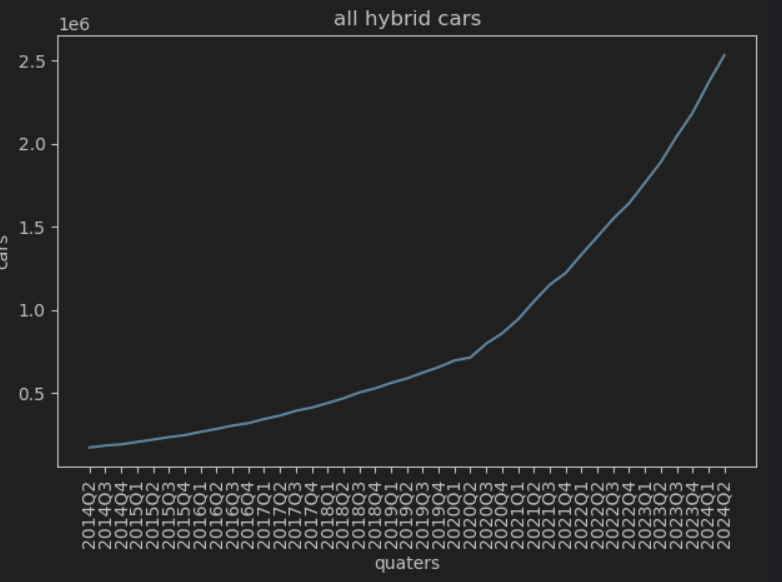 all hybrid cars
1e6
2.5
2.0
1.5
1.0
0.5
cars
2014Q2
2014Q3
2014Q4
2015Q1
2015Q2
2015Q3
2015Q4
2016Q1
2016Q2
2016Q3
2016Q4
2017Q1
2017Q2
2017Q3
2017Q4
2018Q1
2018Q2
2018Q3
2018Q4
2019Q1
2019Q2
2019Q3
2019Q4
2020Q1
2020Q2
2020Q3
2020Q4
2021Q1
2021Q2
2021Q3
2021Q4
2022Q1
2022Q2
2022Q3
2022Q4
2023Q1
2023Q2
2023Q3
2023Q4
2024Q1
2024Q2
quaters